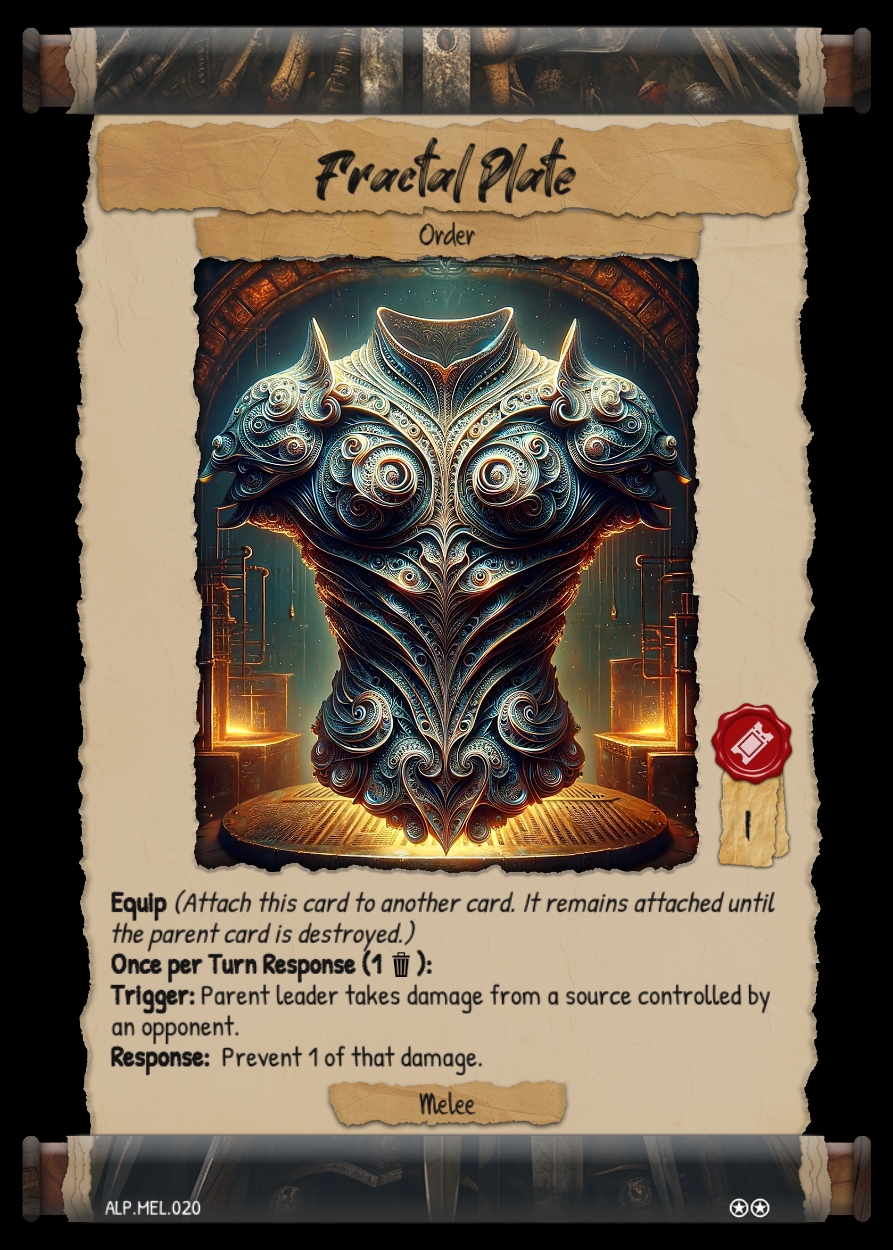 Fractal Plate
Order
1
Equip (Attach this card to another card. It remains attached until
the parent card is destroyed.)
Once per Turn Response (1 🗑 ):
Trigger: Parent leader takes damage from a source controlled by
an opponent.
Response: Prevent 1 of that damage.
Melee
ALP.MEL.020